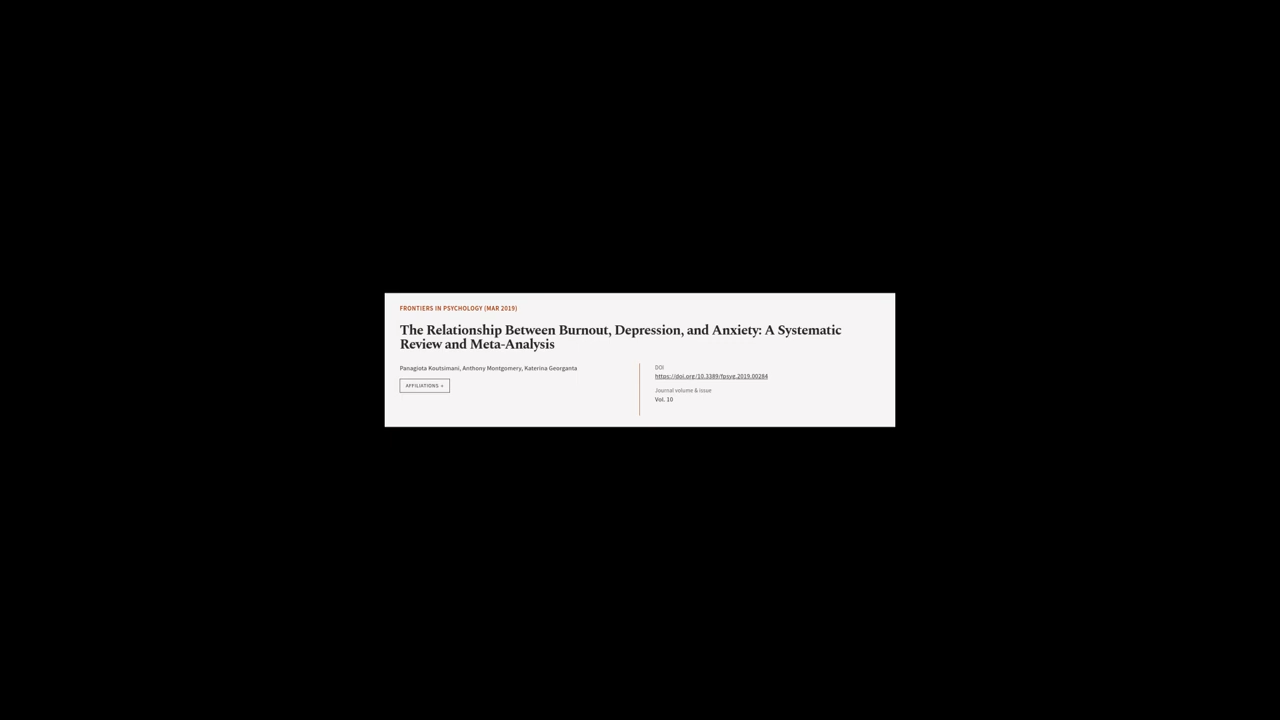 FRONTIERS IN PSYCHOLOGY (MAR 2019)
The Relationship Between Burnout, Depression, and Anxiety: A Systematic
Review and Meta-Analysis
Panagiota Koutsimani, Anthony Montgomery, Katerina Georganta
AFFILIATIONS +
DOI
https://doi.org/10.3389/fpsyg.2019.00284
Journal volume & issue
Vol. 10